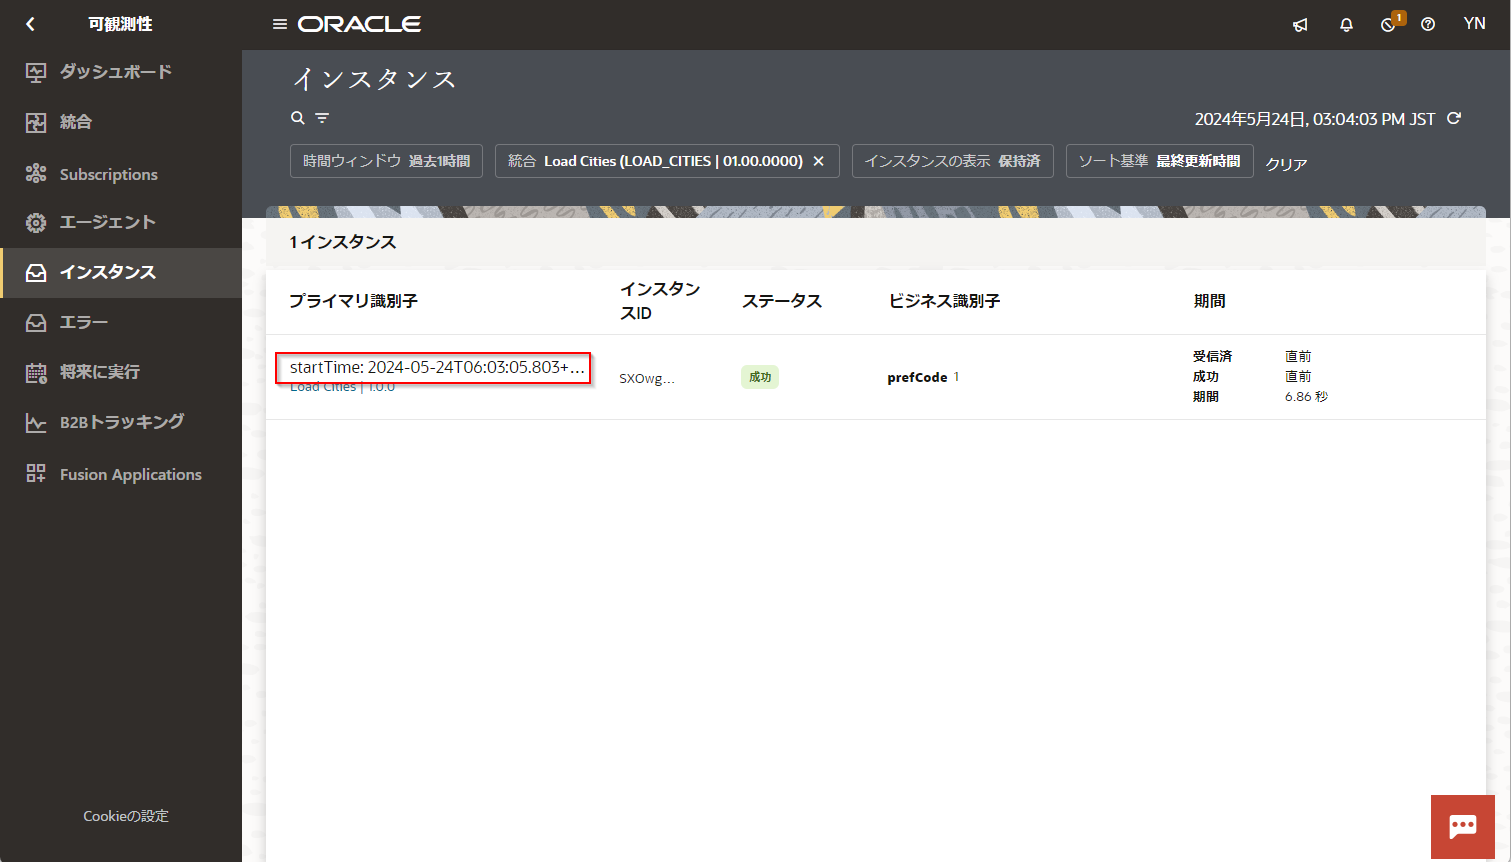 可観測性
ORACLE
1
YN
ダッシュボード
統合
Subscriptions
エージェント
インスタンス
エラー
将来に実行
B2Bトラッキング
Fusion Applications
Cookieの設定
インスタンス
2024年5月24日, 03:04:03 PM JST
時間ウィンドウ 過去1時間
統合 Load Cities (LOAD_CITIES | 01.00.0000)
インスタンスの表示 保持済
ソート基準 最終更新時間
クリア
1 インスタンス
プライマリ識別子
インスタン
スID
ステータス
ビジネス識別子
期間
startTime: 2024-05-24T06:03:05.803+...
Load Cities | 1.0.0
SXOwg...
成功
prefCode 1
受信済 直前
成功 直前
期間 6.86 秒